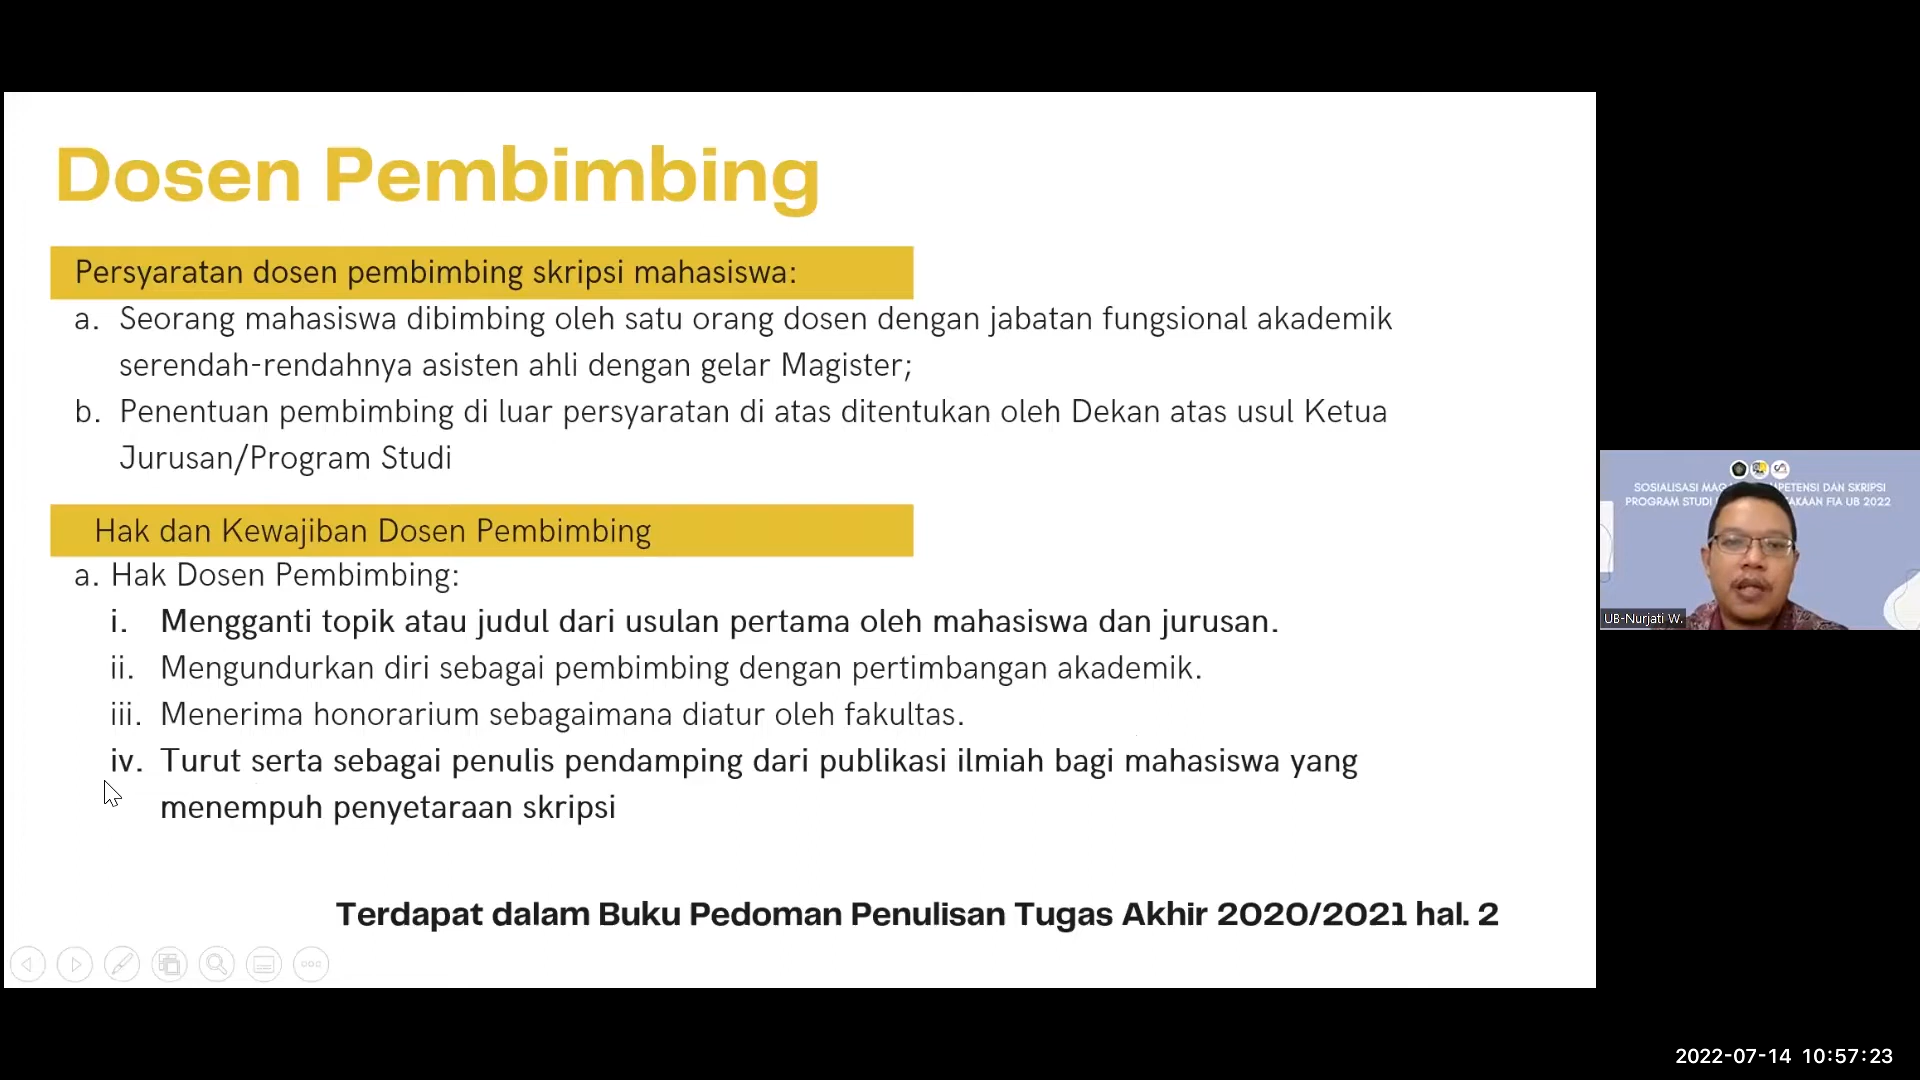 Dosen Pembimbing
Persyaratan dosen pembimbing skripsi mahasiswa:
a. Seorang mahasiswa dibimbing oleh satu orang dosen dengan jabatan fungsional akademik
serendah-rendahnya asisten ahli dengan gelar Magister;
b. Penentuan pembimbing di luar persyaratan di atas ditentukan oleh Dekan atas usul Ketua
Jurusan/Program Studi
Hak dan Kewajiban Dosen Pembimbing
a. Hak Dosen Pembimbing:
i. Mengganti topik atau judul dari usulan pertama oleh mahasiswa dan jurusan.
ii. Mengundurkan diri sebagai pembimbing dengan pertimbangan akademik.
iii. Menerima honorarium sebagaimana diatur oleh fakultas.
iv. Turut serta sebagai penulis pendamping dari publikasi ilmiah bagi mahasiswa yang
menempuh penyetaraan skripsi
Terdapat dalam Buku Pedoman Penulisan Tugas Akhir 2020/2021 hal. 2
SOSIALISASI DAN SKRIPSI
PROGRAM STUDI FIA UB 2022
UB-Nurjati W.
2022-07-14 10:57:23